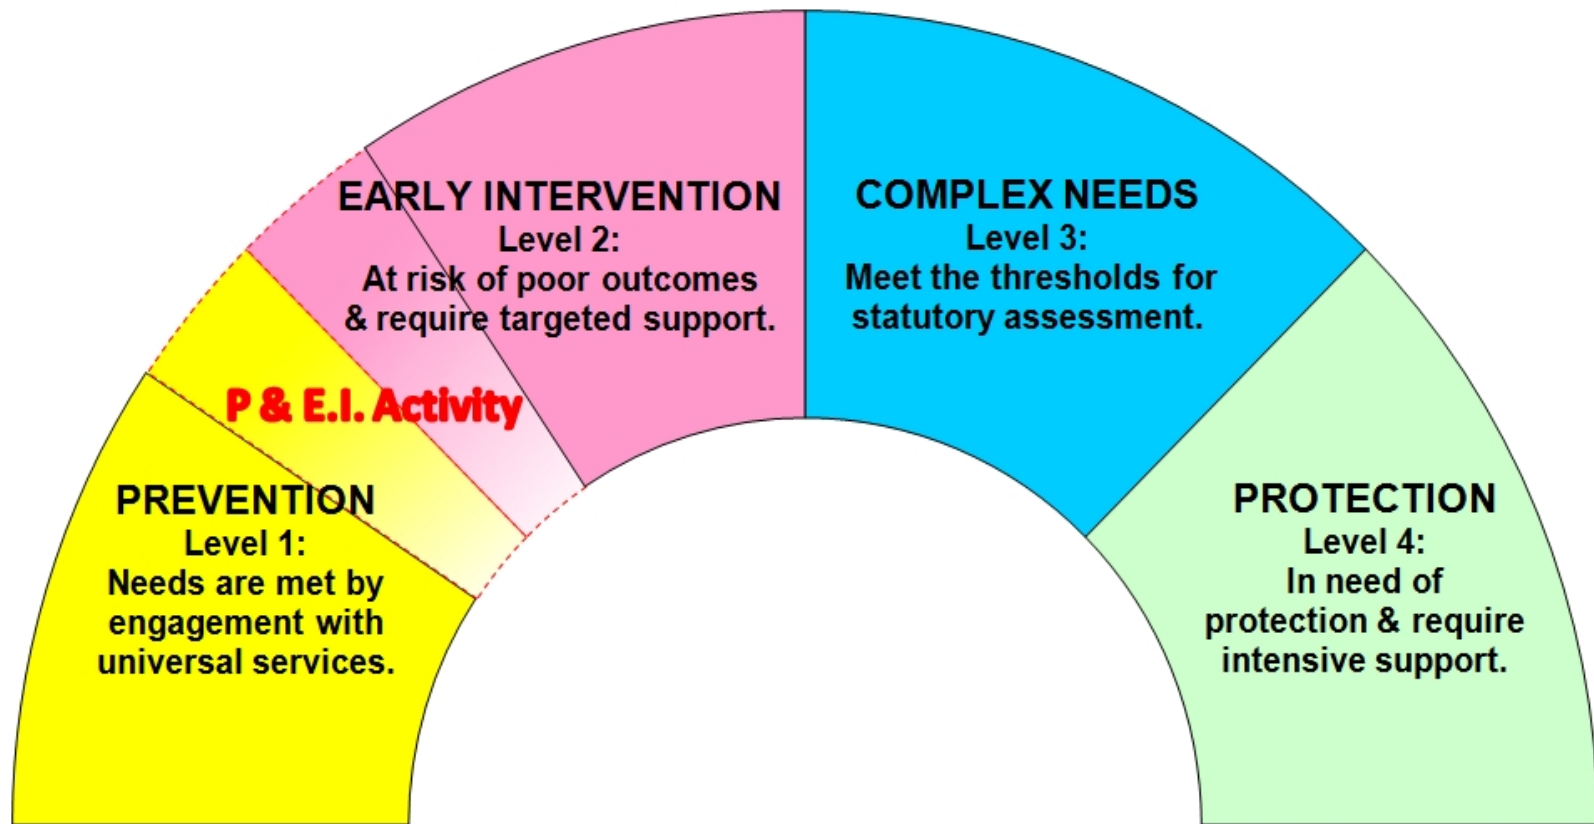 EARLY INTERVENTION
Level 2:
At risk of poor outcomes
& require targeted support.
COMPLEX NEEDS
Level 3:
Meet the thresholds for
statutory assessment.
P & E.I. Activity
PREVENTION
Level 1:
Needs are met by
engagement with
universal services.
PROTECTION
Level 4:
In need of
protection & require
intensive support.